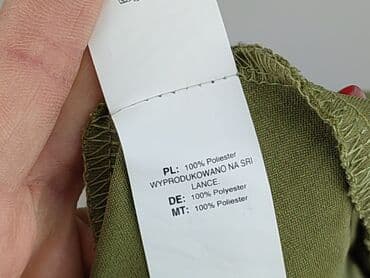 PL: 100% Poliester
WYPRODUKOWANO NA SRI
LANCE.
DE: 100% Polyester
MT: 100% Poliester